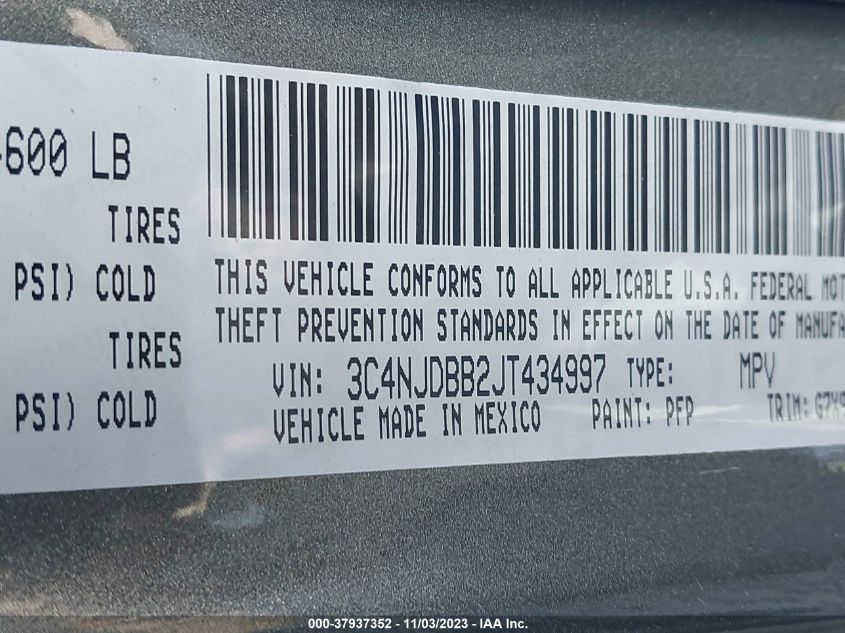 600 LB
TIRES
PSI) COLD
TIRES
PSI) COLD
THIS VEHICLE CONFORMS TO ALL APPLICABLE U.S.A. FEDERAL MOT
THEFT PREVENTION STANDARDS IN EFFECT ON THE DATE OF MANUFA
VIN: 3C4NJDBB2JT434997 TYPE: MPV
VEHICLE MADE IN MEXICO PAINT: PFP TRIM: G7X9
000-37937352 - 11/03/2023 - IAA Inc.